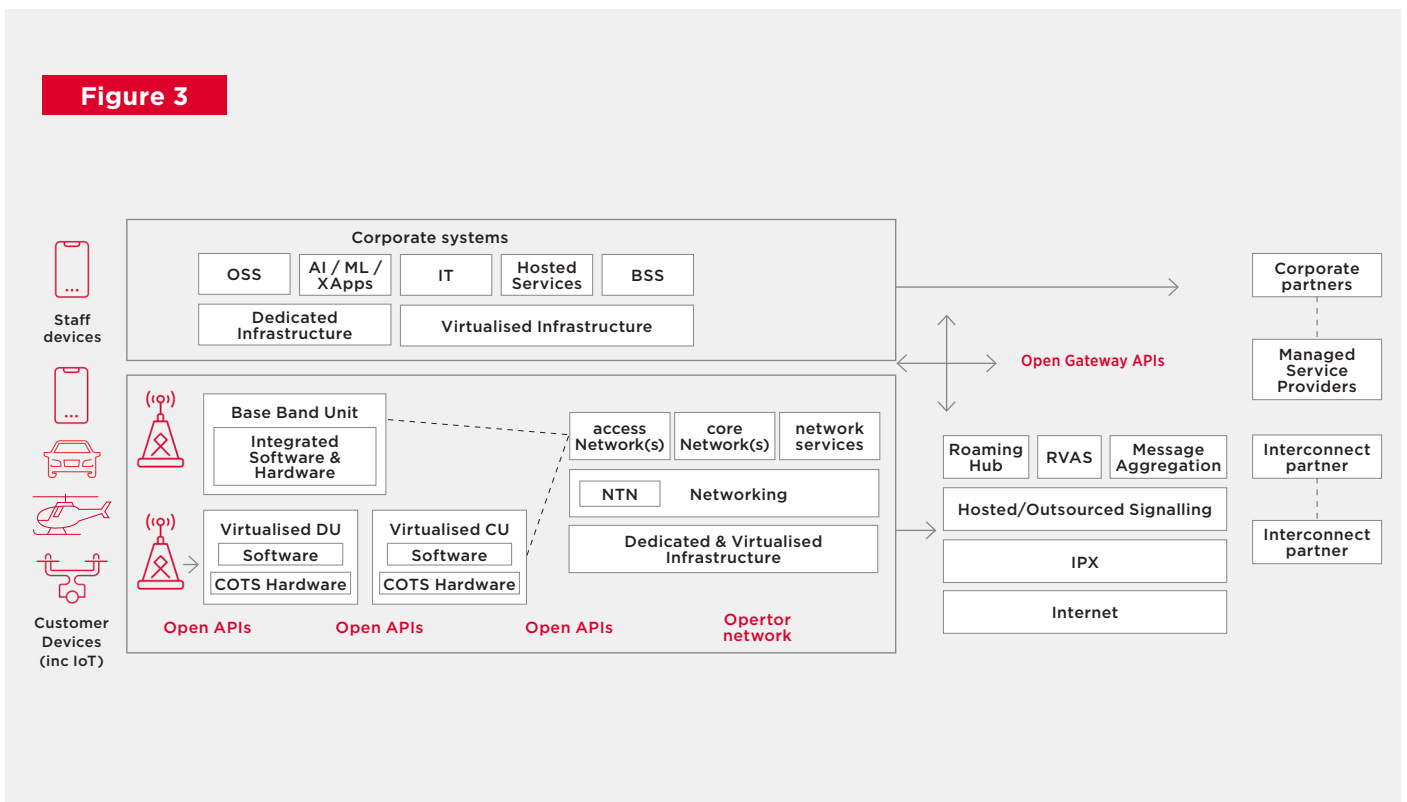 Figure 3
Corporate systems
OSS
AI / ML /
XApps
IT
Hosted
Services
BSS
Dedicated
Infrastructure
Virtualised Infrastructure
Staff
devices
Corporate
partners
Open Gateway APIs
Managed
Service
Providers
Base Band Unit
Integrated
Software &
Hardware
access
Network(s)
core
Network(s)
network
services
NTN
Networking
Dedicated & Virtualised
Infrastructure
Virtualised DU
Software
COTS Hardware
Virtualised CU
Software
COTS Hardware
Open APIs
Open APIs
Open APIs
Opertor
network
Customer
Devices
(inc IoT)
Roaming
Hub
RVAS
Message
Aggregation
Hosted/Outsourced Signalling
IPX
Internet
Interconnect
partner
Interconnect
partner